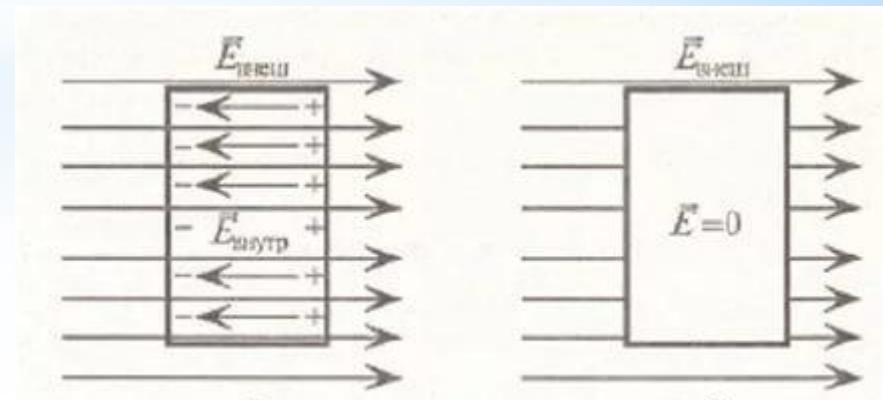 E⃗внеш
E⃗внеш
- +
- +
- +
- E⃗внутр +
E⃗=0
- +
- +